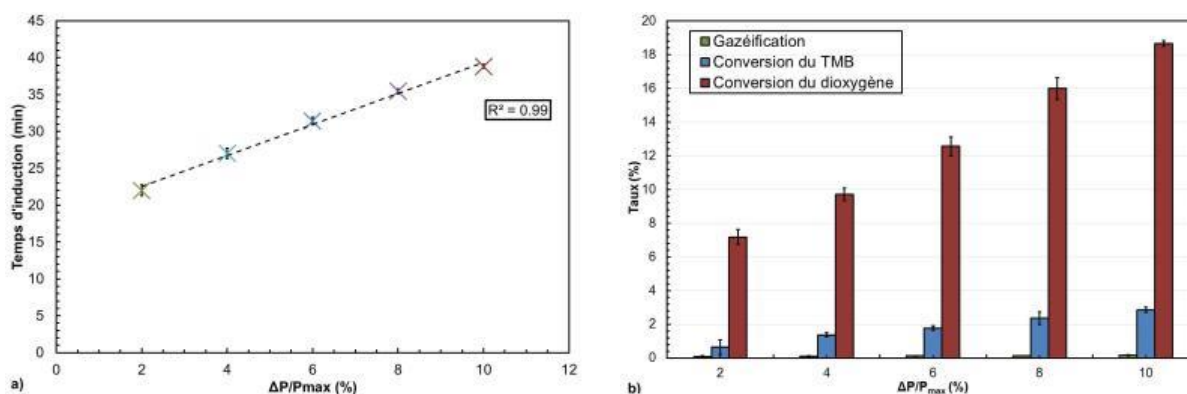 45
40
35
30
25
20
15
10
5
0
Temps d'induction (min)
R² = 0.99
0 2 4 6 8 10 12
ΔP/Pmax (%)
a)
20
18
16
14
12
10
8
6
4
2
0
Taux (%)
Gazéification
Conversion du TMB
Conversion du dioxygène
2 4 6 8 10
ΔP/Pmax (%)
b)